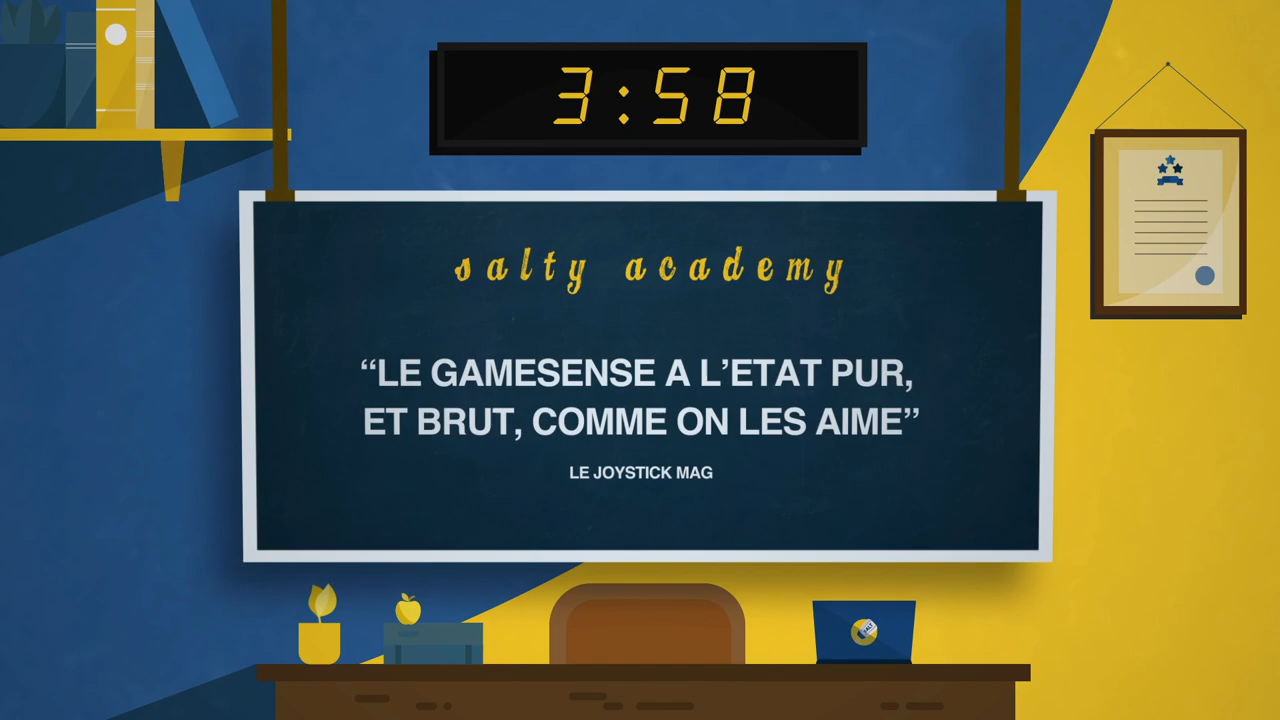 3:58
salty academy
“LE GAMESENSE A L’ETAT PUR,
ET BRUT, COMME ON LES AIME”
LE JOYSTICK MAG